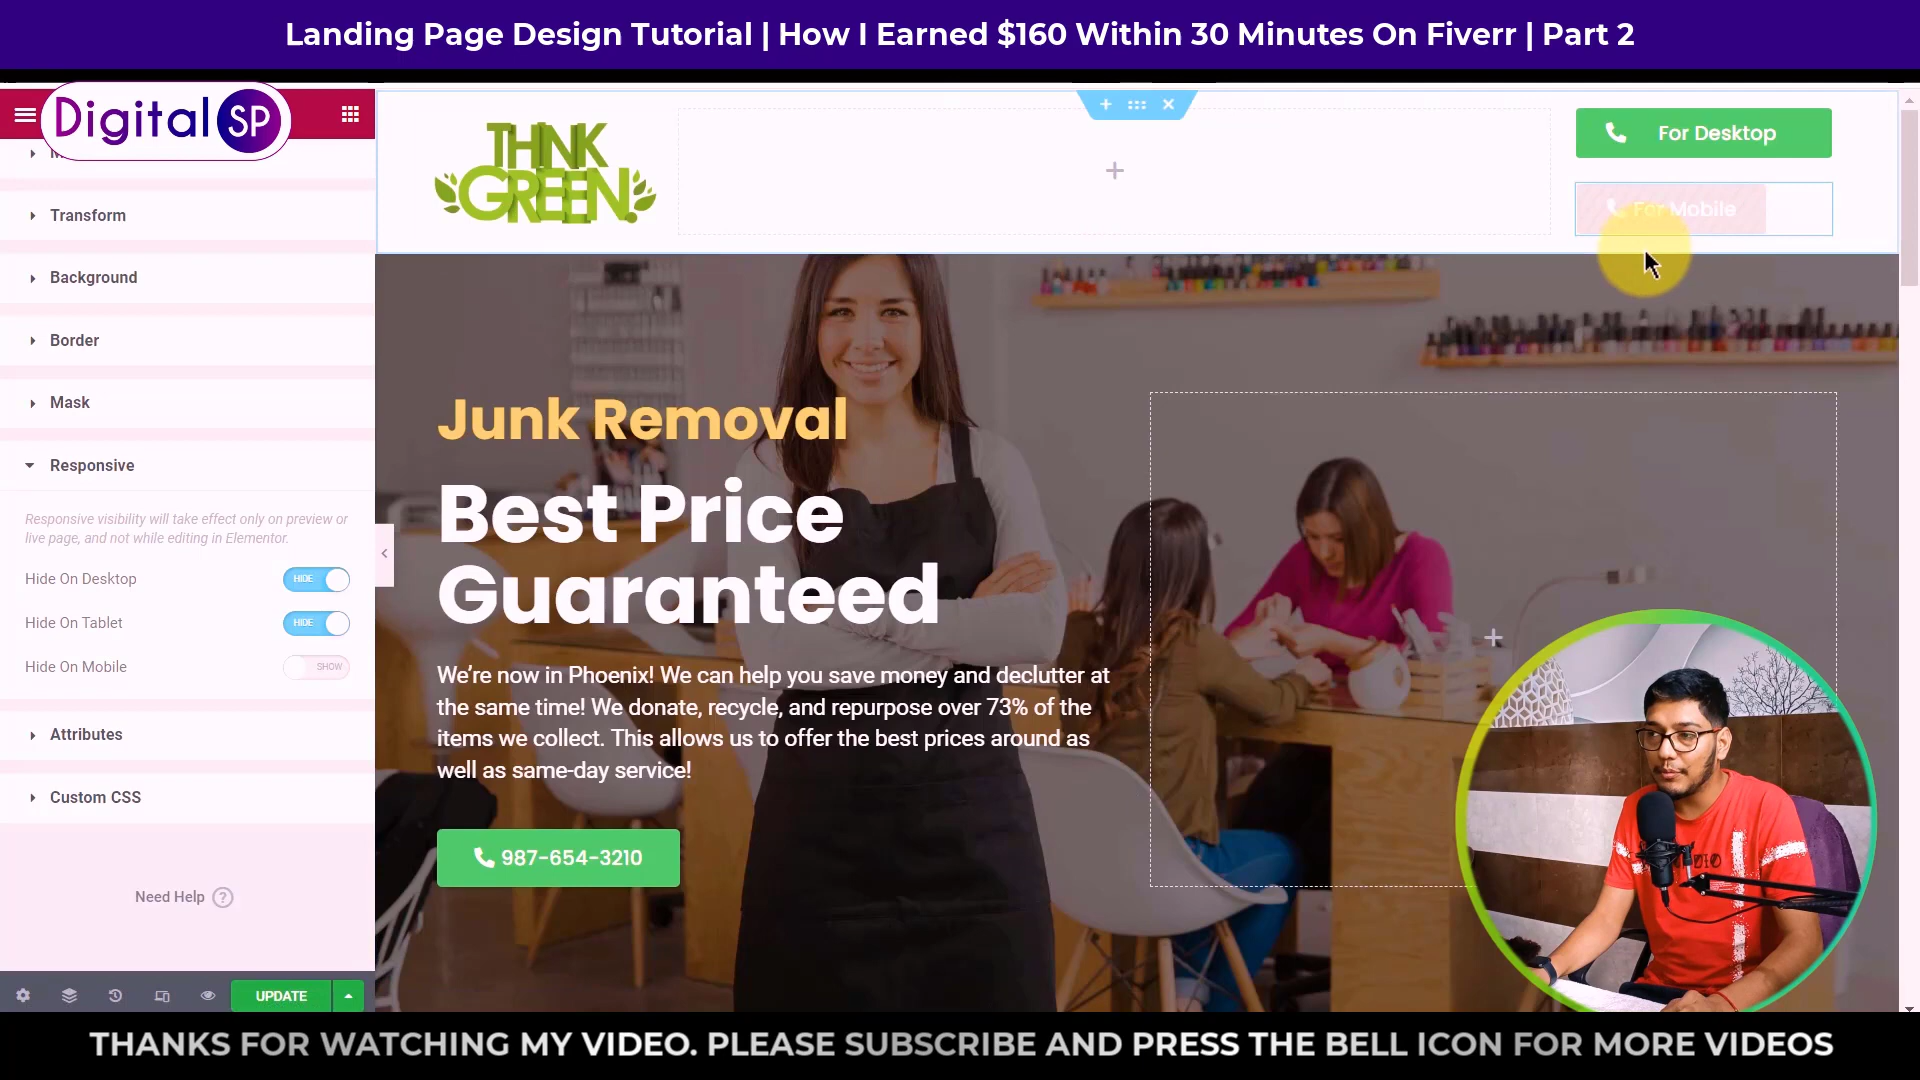 Landing Page Design Tutorial | How I Earned $160 Within 30 Minutes On Fiverr | Part 2
Digital SP
THINK
GREEN
For Desktop
For Mobile
Transform
Background
Border
Mask
Responsive
Responsive visibility will take effect only on preview or
live page, and not while editing in Elementor.
Hide On Desktop
HIDE
Hide On Tablet
HIDE
Hide On Mobile
SHOW
Attributes
Custom CSS
Need Help
UPDATE
Junk Removal
Best Price
Guaranteed
We’re now in Phoenix! We can help you save money and declutter at
the same time! We donate, recycle, and repurpose over 73% of the
items we collect. This allows us to offer the best prices around as
well as same-day service!
987-654-3210
THANKS FOR WATCHING MY VIDEO. PLEASE SUBSCRIBE AND PRESS THE BELL ICON FOR MORE VIDEOS